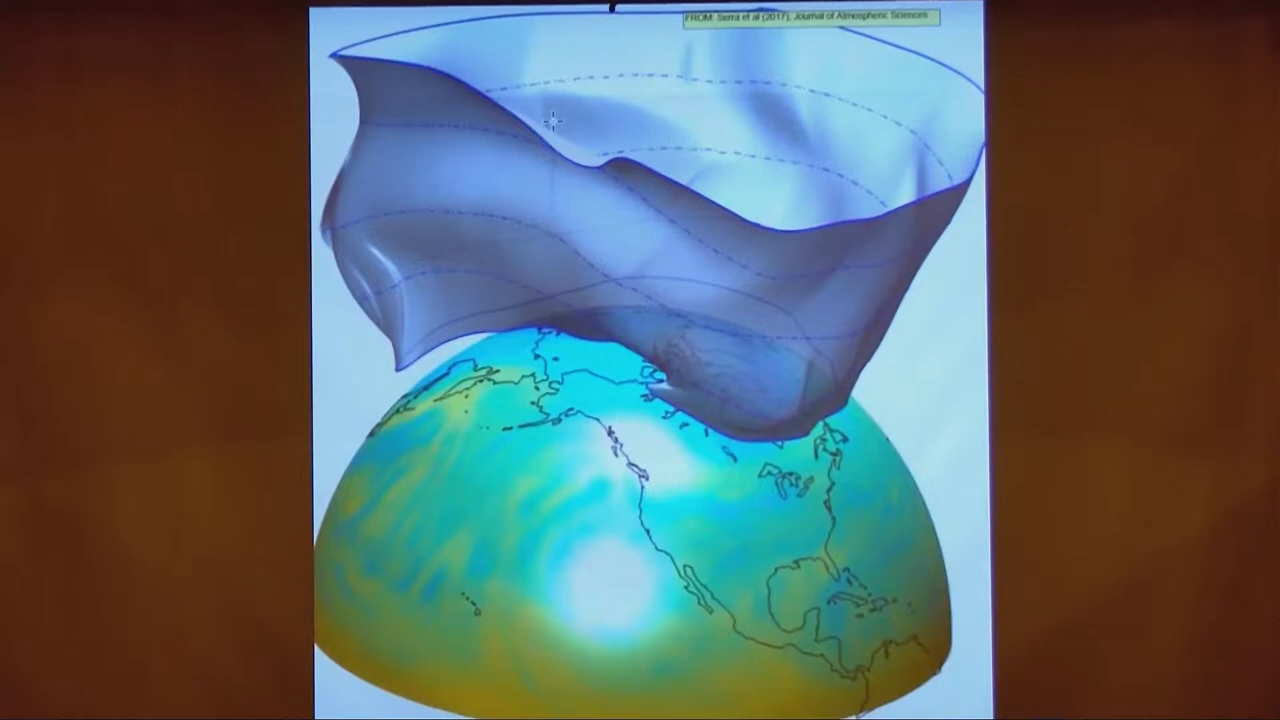 FROM: Serra et al (2017), Journal of Atmospheric Sciences